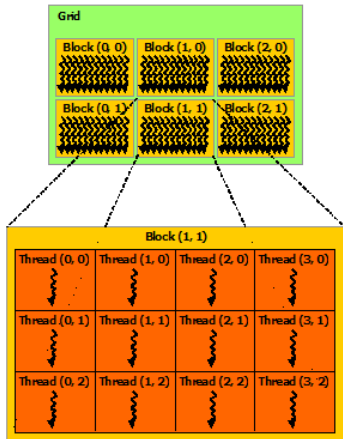 Grid
Block (0, 0) Block (1, 0) Block (2, 0)
Block (0, 1) Block (1, 1) Block (2, 1)
Block (1, 1)
Thread (0, 0) Thread (1, 0) Thread (2, 0) Thread (3, 0)
Thread (0, 1) Thread (1, 1) Thread (2, 1) Thread (3, 1)
Thread (0, 2) Thread (1, 2) Thread (2, 2) Thread (3, 2)